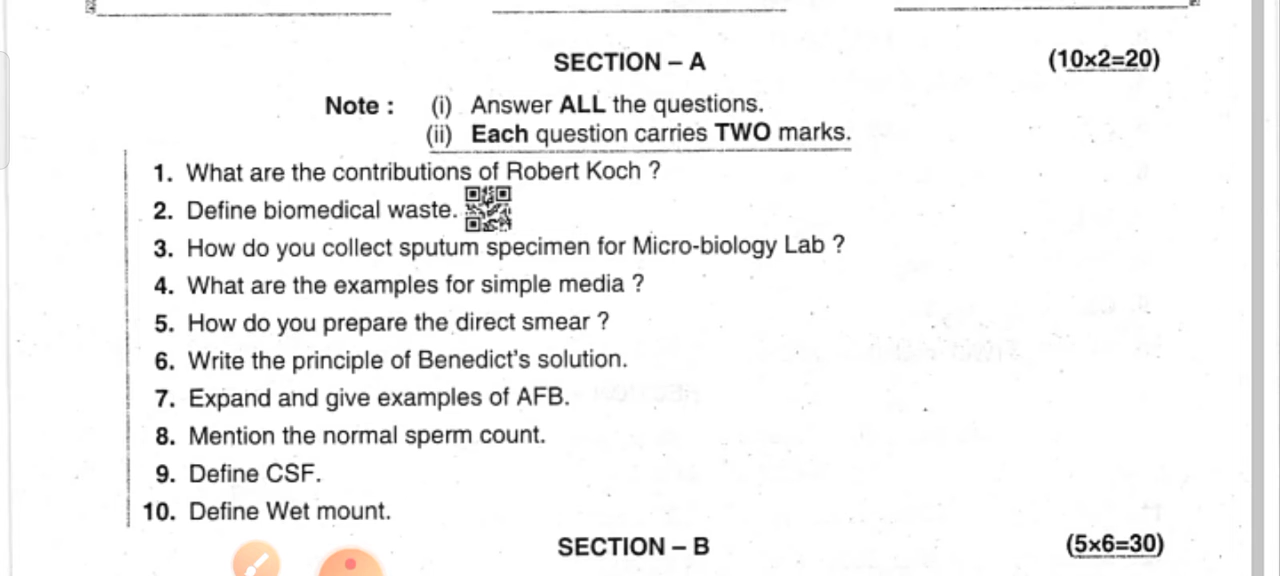 SECTION – A (10×2=20)
Note : (i) Answer ALL the questions.
(ii) Each question carries TWO marks.
1. What are the contributions of Robert Koch ?
2. Define biomedical waste.
3. How do you collect sputum specimen for Micro-biology Lab ?
4. What are the examples for simple media ?
5. How do you prepare the direct smear ?
6. Write the principle of Benedict's solution.
7. Expand and give examples of AFB.
8. Mention the normal sperm count.
9. Define CSF.
10. Define Wet mount.
SECTION – B (5×6=30)